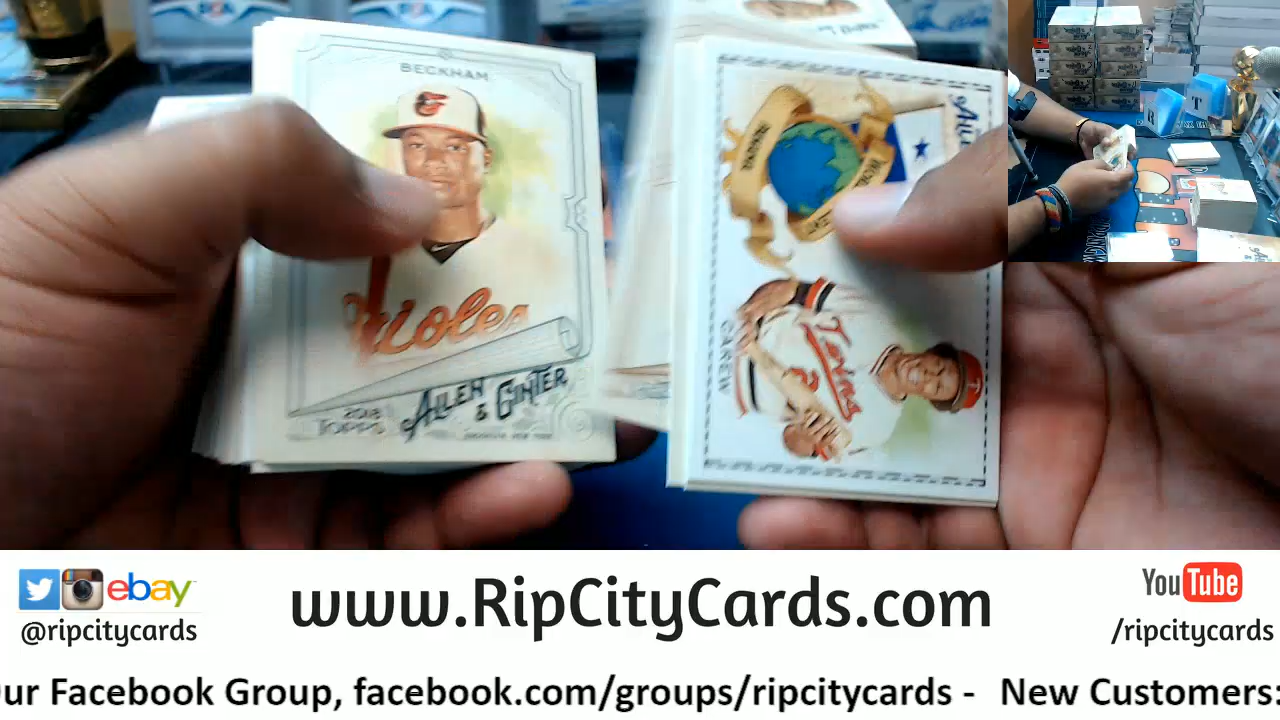 BECKHAM
Orioles
2018
TOPPS
ALLEN
&
GINTER
CAREW
Twins
2
T
T
www.RipCityCards.com
ebay
@ripcitycards
YouTube
/ripcitycards
ur Facebook Group, facebook.com/groups/ripcitycards - New Customers: